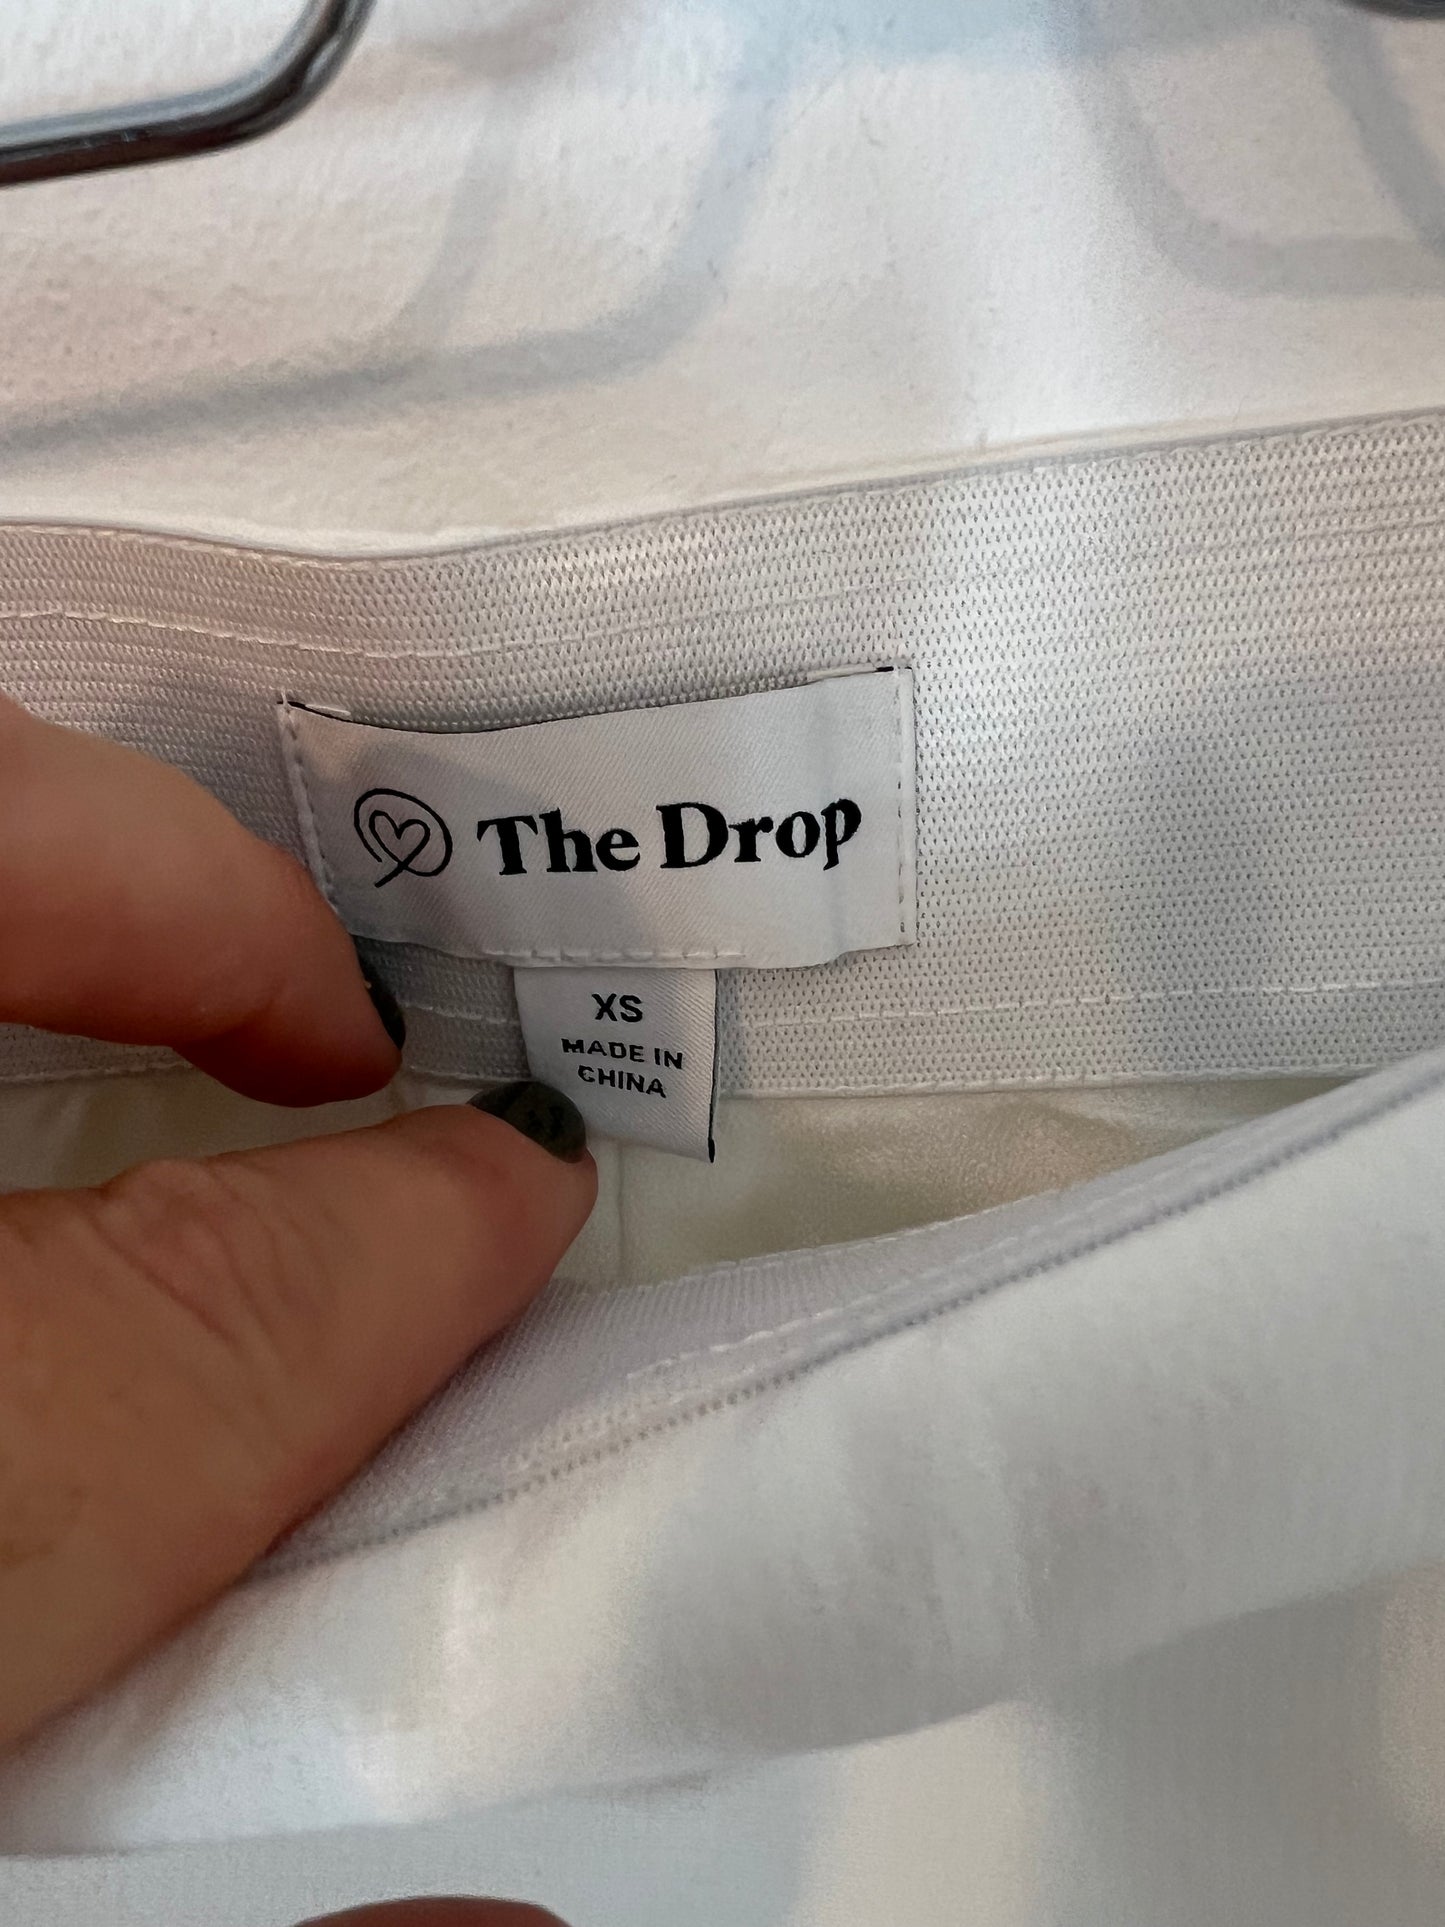 The Drop
XS
MADE IN
CHINA